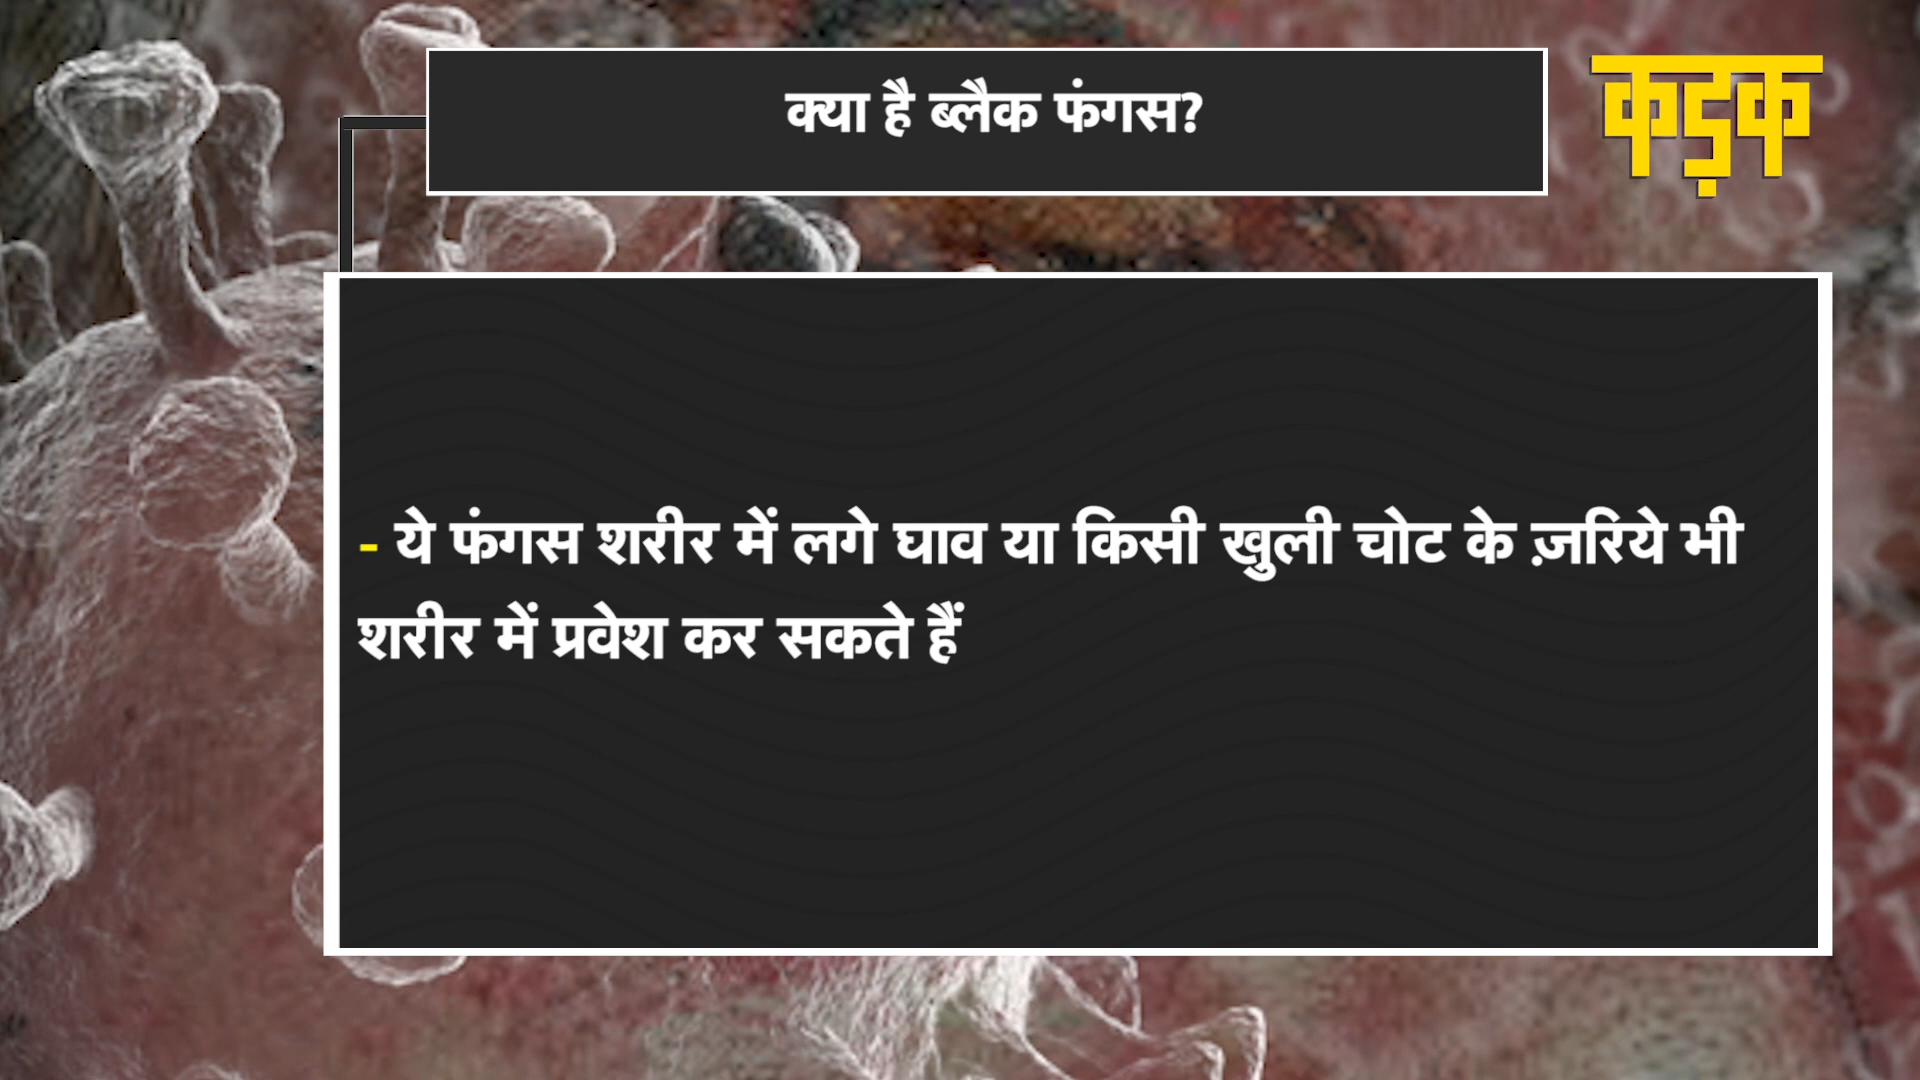 क्या है ब्लैक फंगस?
कड़क
- ये फंगस शरीर में लगे घाव या किसी खुली चोट के ज़रिये भी
शरीर में प्रवेश कर सकते हैं